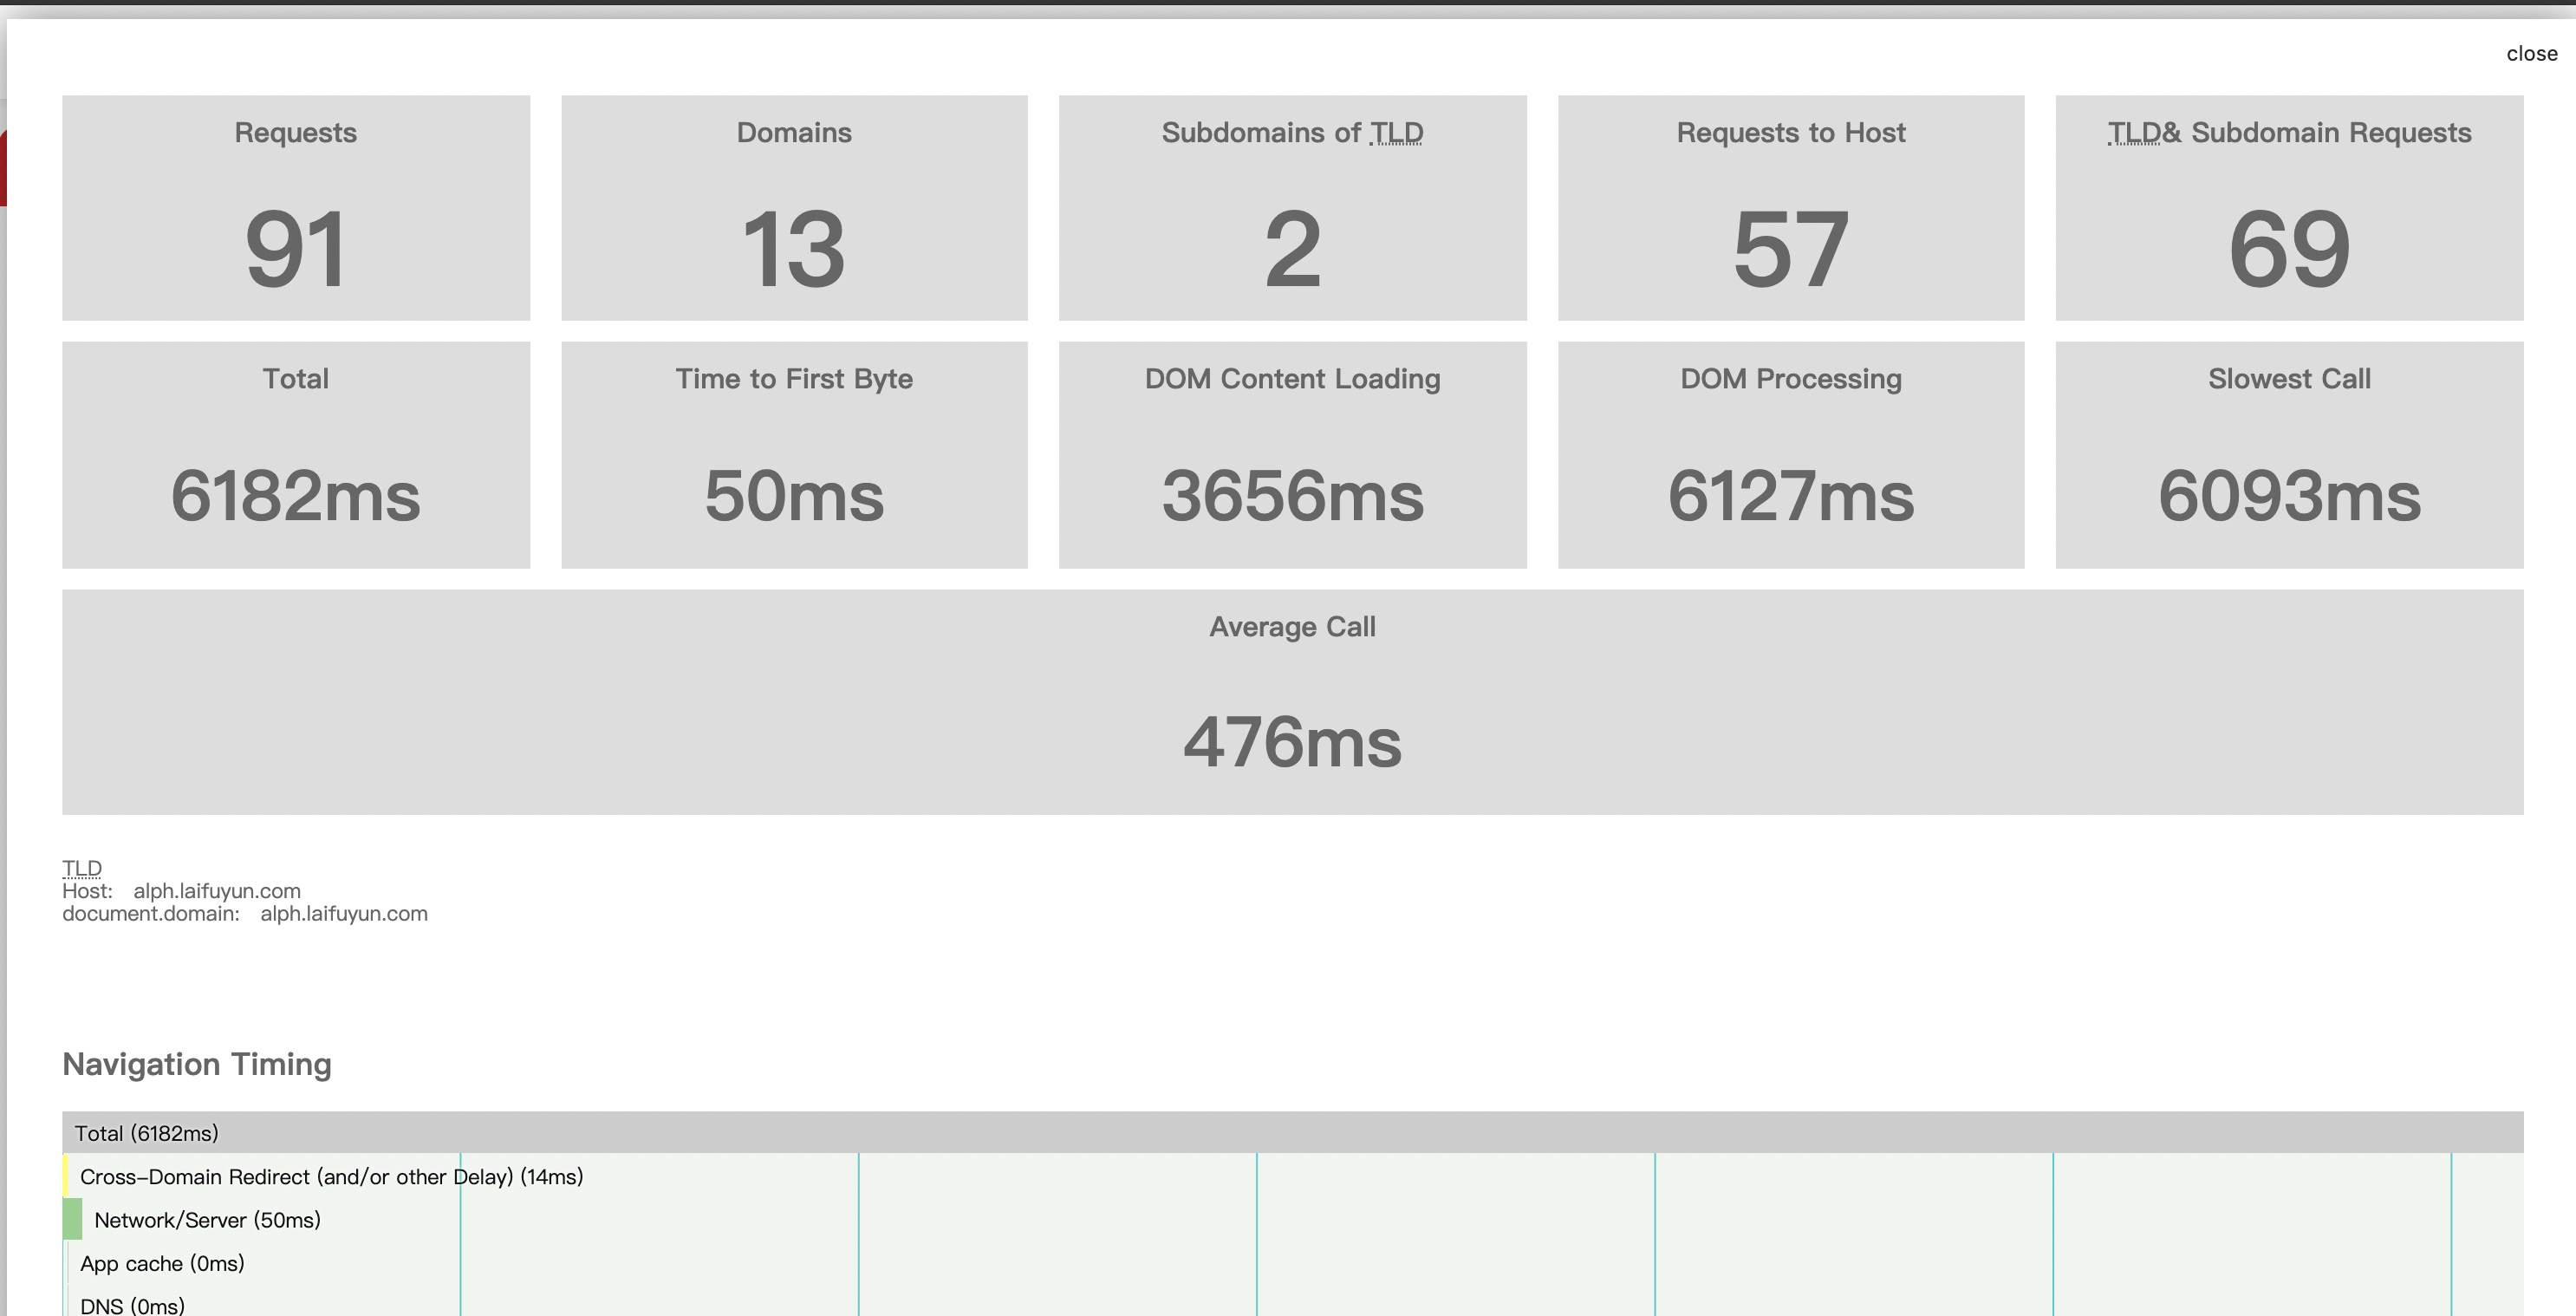 close
Requests
91
Domains
13
Subdomains of TLD
2
Requests to Host
57
TLD& Subdomain Requests
69
Total
6182ms
Time to First Byte
50ms
DOM Content Loading
3656ms
DOM Processing
6127ms
Slowest Call
6093ms
Average Call
476ms
TLD
Host: alph.laifuyun.com
document.domain: alph.laifuyun.com
Navigation Timing
Total (6182ms)
Cross-Domain Redirect (and/or other Delay) (14ms)
Network/Server (50ms)
App cache (0ms)
DNS (0ms)